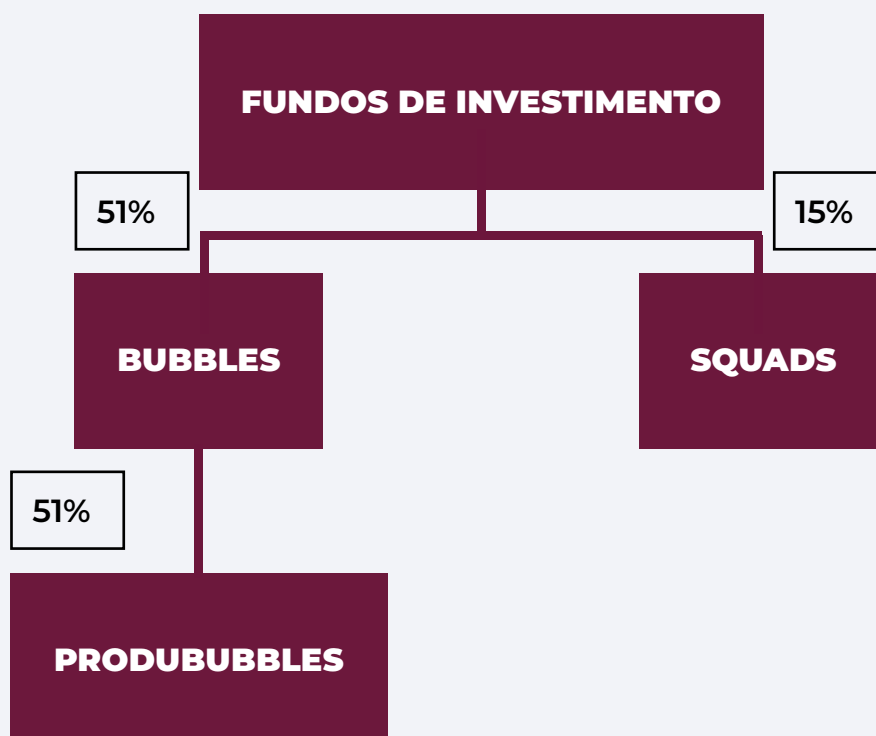 FUNDOS DE INVESTIMENTO
51%
15%
BUBBLES
SQUADS
51%
PRODUBUBBLES